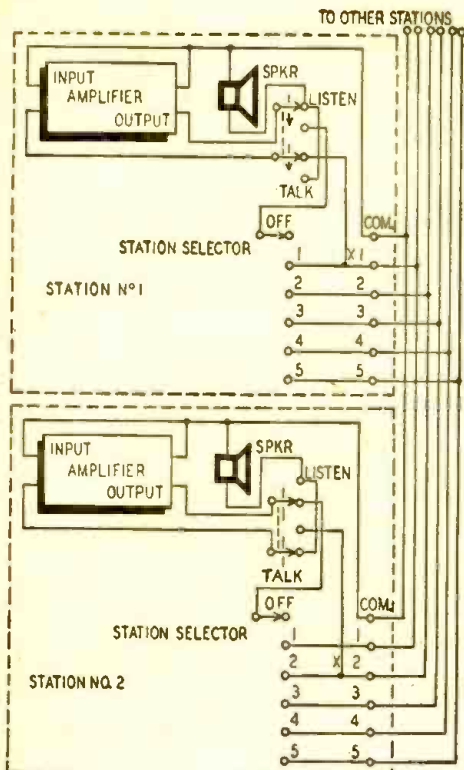 TO OTHER STATIONS
INPUT
AMPLIFIER
OUTPUT
SPKR
LISTEN
TALK
OFF
COM.
STATION SELECTOR
1 X 1
2 2
3 3
4 4
5 5
STATION Nº 1
INPUT
AMPLIFIER
OUTPUT
SPKR
LISTEN
TALK
OFF
COM.
STATION SELECTOR
1 1
2 X 2
3 3
4 4
5 5
STATION NO. 2